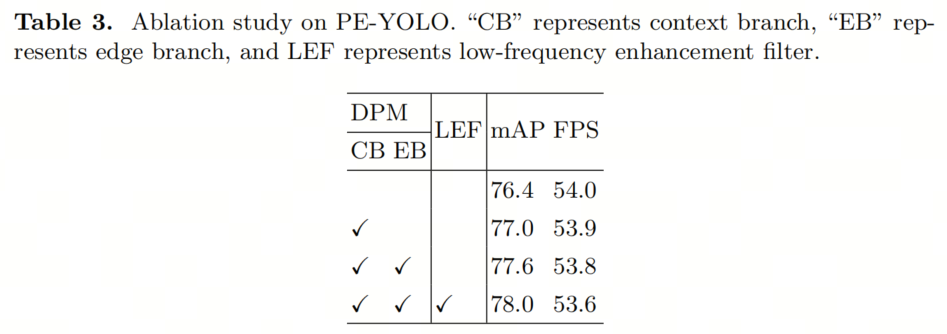 Table 3. Ablation study on PE-YOLO. “CB” represents context branch, “EB” rep-
resents edge branch, and LEF represents low-frequency enhancement filter.
DPM LEF mAP FPS
CB EB
76.4 54.0
✓ 77.0 53.9
✓ ✓ 77.6 53.8
✓ ✓ ✓ 78.0 53.6